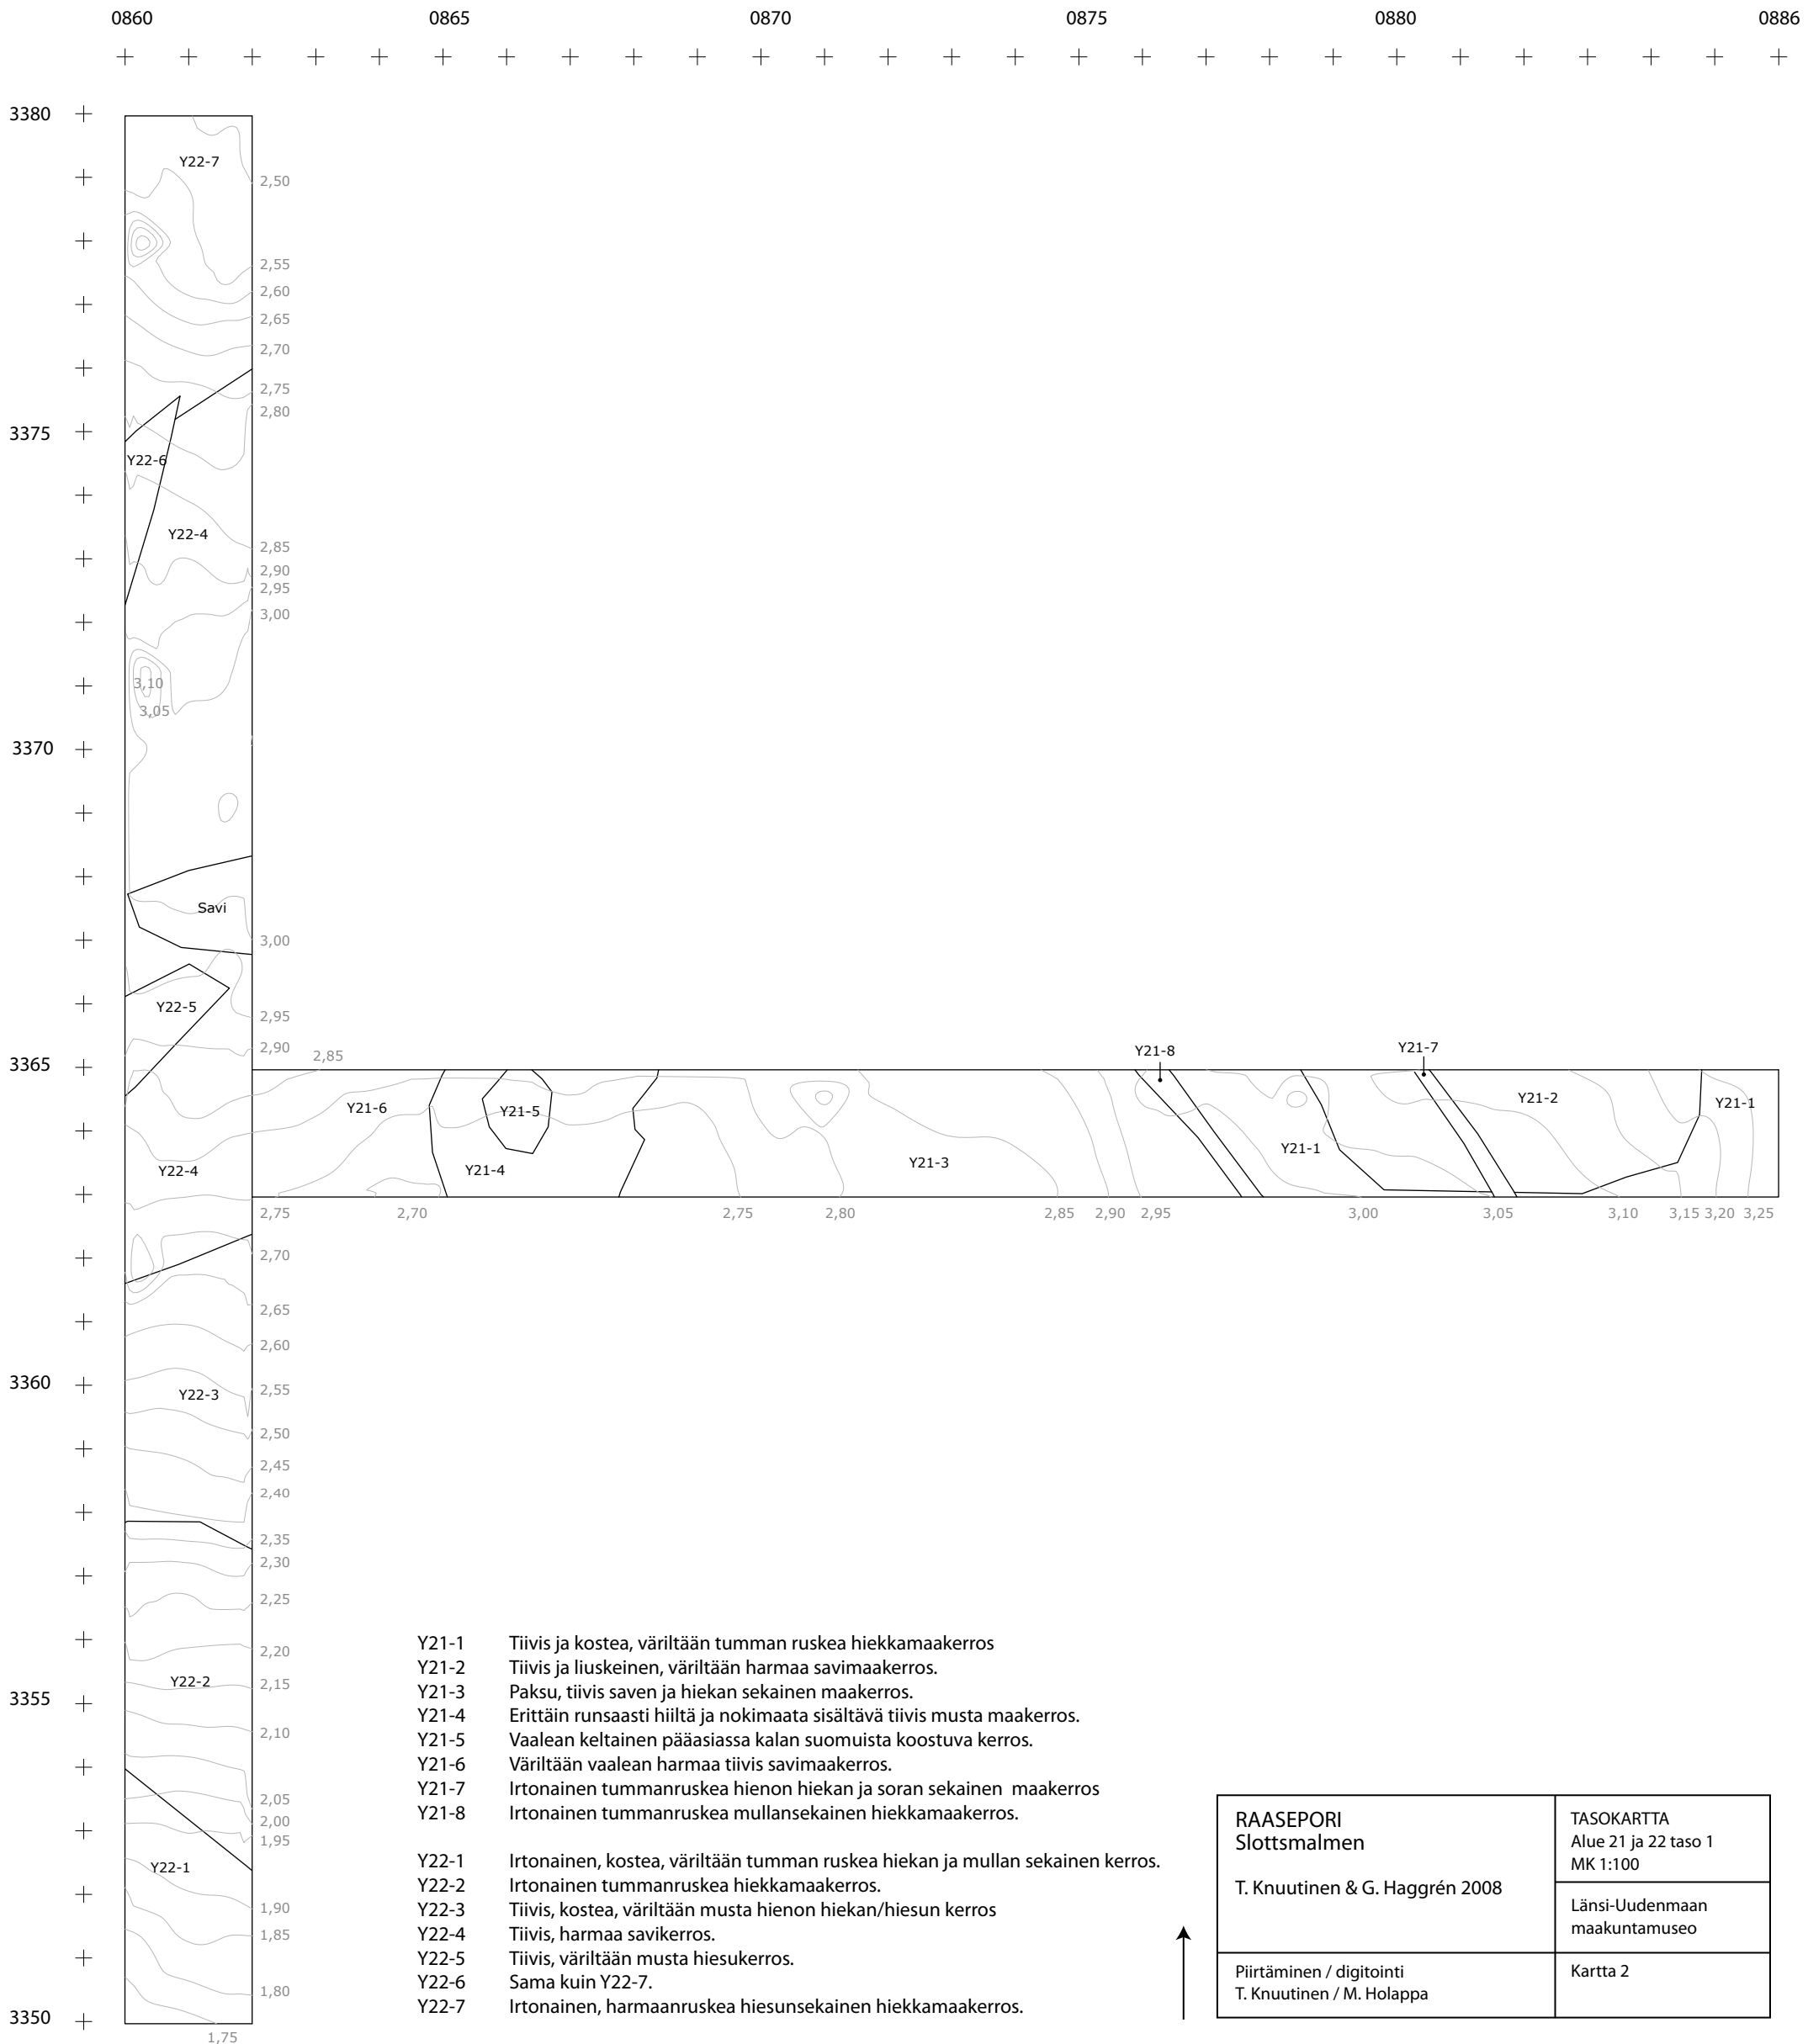 0860 0865 0870 0875 0880 0886
3380
Y22-7
2,50
2,55
2,60
2,65
2,70
2,75
2,80
3375
Y22-6
Y22-4
2,85
2,90
2,95
3,00
3,10
3,05
3370
Savi
3,00
Y22-5
2,95
2,90
2,85
3365
Y21-8 Y21-7
Y21-6 Y21-5 Y21-2 Y21-1
Y22-4 Y21-4 Y21-3 Y21-1
2,75 2,70 2,75 2,80 2,85 2,90 2,95 3,00 3,05 3,10 3,15 3,20 3,25
2,70
2,65
2,60
3360
Y22-3
2,55
2,50
2,45
2,40
2,35
2,30
2,25
2,20
Y22-2
2,15
3355
2,10
2,05
2,00
1,95
Y22-1
1,90
1,85
1,80
3350
1,75
Y21-1 Tiivis ja kostea, väriltään tumman ruskea hiekkamaakerros
Y21-2 Tiivis ja liuskeinen, väriltään harmaa savimaakerros.
Y21-3 Paksu, tiivis saven ja hiekan sekainen maakerros.
Y21-4 Erittäin runsaasti hiiltä ja nokimaata sisältävä tiivis musta maakerros.
Y21-5 Vaalean keltainen pääasiassa kalan suomuista koostuva kerros.
Y21-6 Väriltään vaalean harmaa tiivis savimaakerros.
Y21-7 Irtonainen tummanruskea hienon hiekan ja soran sekainen maakerros
Y21-8 Irtonainen tummanruskea mullansekainen hiekkamaakerros.
Y22-1 Irtonainen, kostea, väriltään tumman ruskea hiekan ja mullan sekainen kerros.
Y22-2 Irtonainen tummanruskea hiekkamaakerros.
Y22-3 Tiivis, kostea, väriltään musta hienon hiekan/hiesun kerros
Y22-4 Tiivis, harmaa savikerros.
Y22-5 Tiivis, väriltään musta hiesukerros.
Y22-6 Sama kuin Y22-7.
Y22-7 Irtonainen, harmaanruskea hiesunsekainen hiekkamaakerros.
RAASEPORI
Slottsmalmen
T. Knuutinen & G. Haggrén 2008
TASOKARTTA
Alue 21 ja 22 taso 1
MK 1:100
Länsi-Uudenmaan
maakuntamuseo
Piirtäminen / digitointi
T. Knuutinen / M. Holappa
Kartta 2